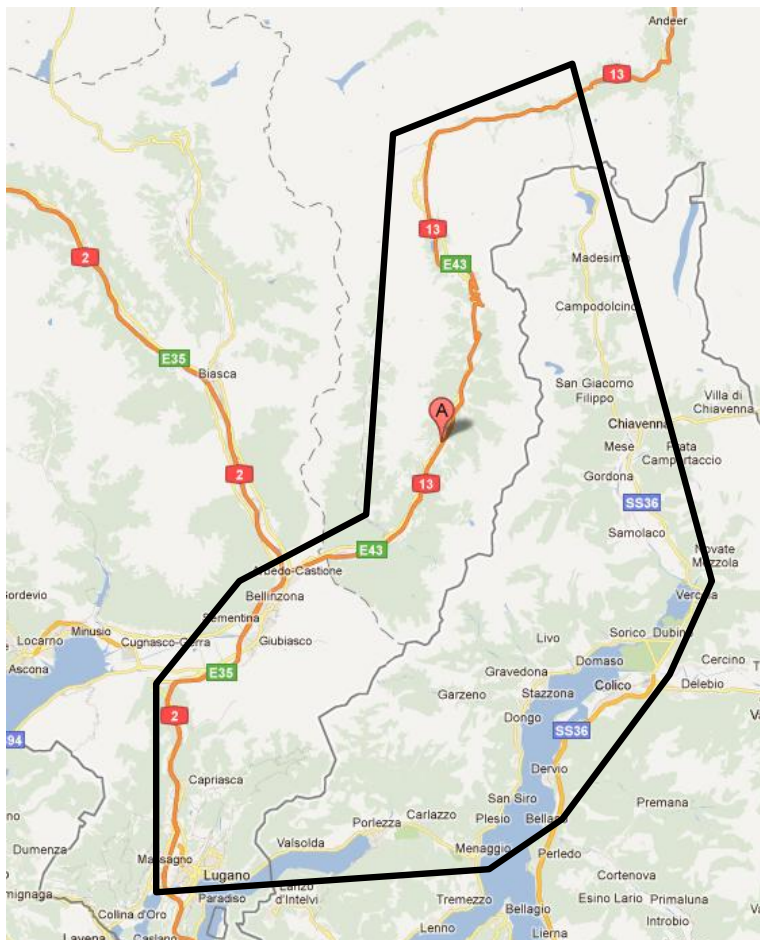 Andeer
13
13
E43
Madesimo
Campodolcino
2
E35
Biasca
San Giacomo
Filippo
Villa di
Chiavenna
A
Chiavenna
Mese
Prata
Camportaccio
2
13
Gordona
SS36
Samolaco
E43
Novate
Mezzola
Arbedo-Castione
Bellinzona
Verceia
Gordevio
Sementina
Minusio
Locarno
Cugnasco-Gerra
Giubiasco
Livo
Sorico
Dubino
Ascona
E35
Gravedona
Domaso
Cercino
Garzeno
Stazzona
Colico
Delebio
2
Dongo
94
SS36
Capriasca
Dervio
San Siro
Premana
Carlazzo
Plesio
Bellano
Porlezza
Valsolda
Menaggio
Perledo
Dumenza
Massagno
Lugano
Cortenova
Paradiso
Lanzo
d'Intelvi
Tremezzo
Esino Lario
Primaluna
Collina d'Oro
Bellagio
Introbio
Lenno
Lierna